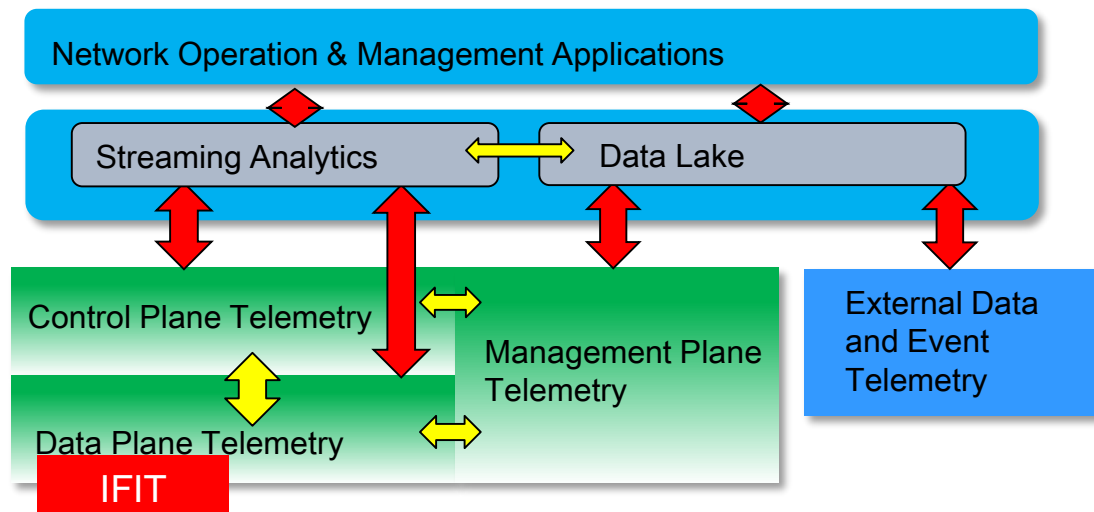 Network Operation & Management Applications
Streaming Analytics
Data Lake
Control Plane Telemetry
Management Plane
Telemetry
External Data
and Event
Telemetry
Data Plane Telemetry
IFIT